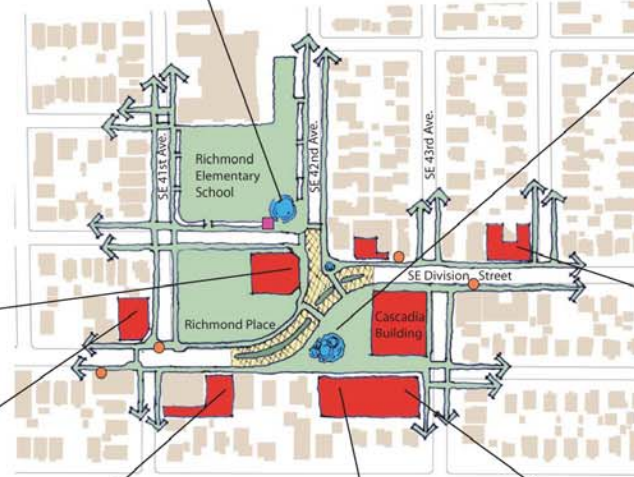 Richmond
Elementary
School
SE 41st Ave.
SE 42nd Ave.
SE 43rd Ave.
SE Division Street
Richmond Place
Cascadia
Building